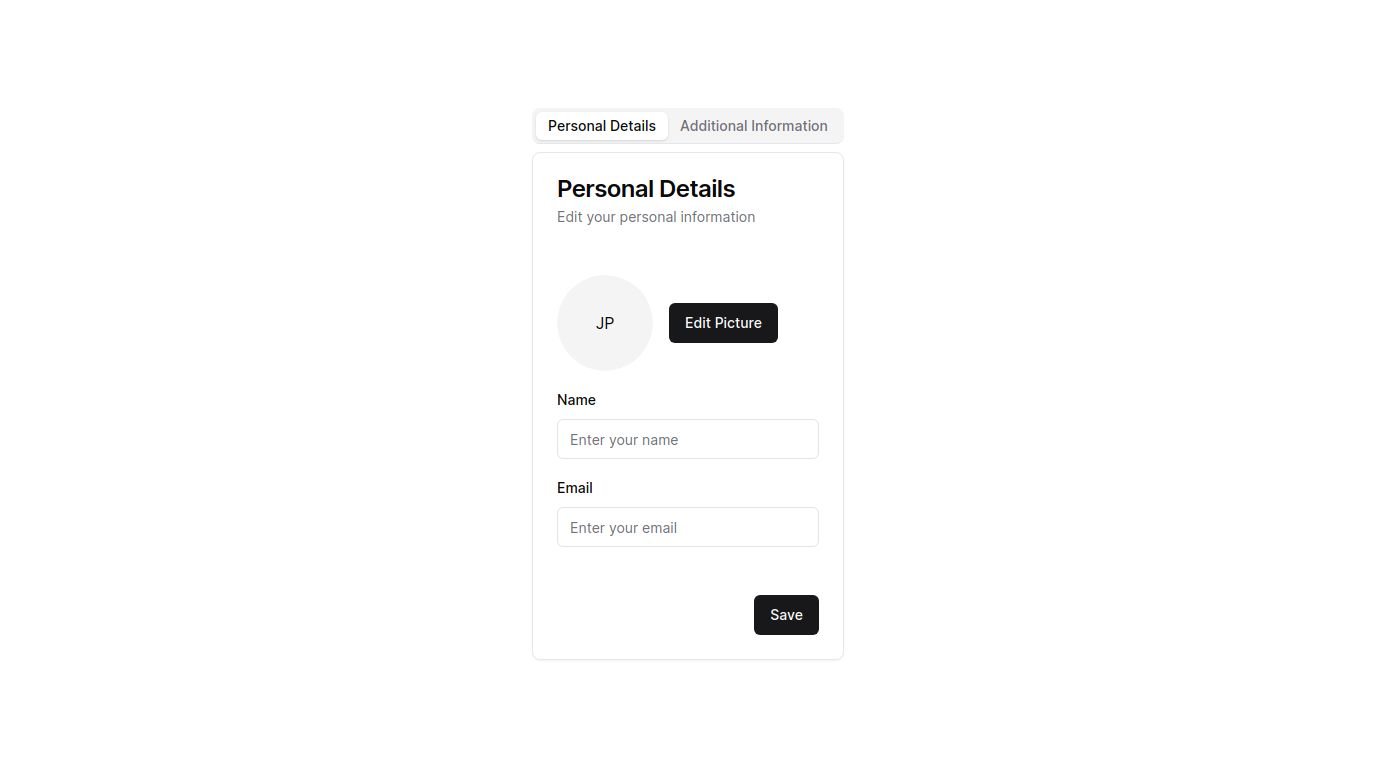 Personal Details
Additional Information
Personal Details
Edit your personal information
JP
Edit Picture
Name
Enter your name
Email
Enter your email
Save